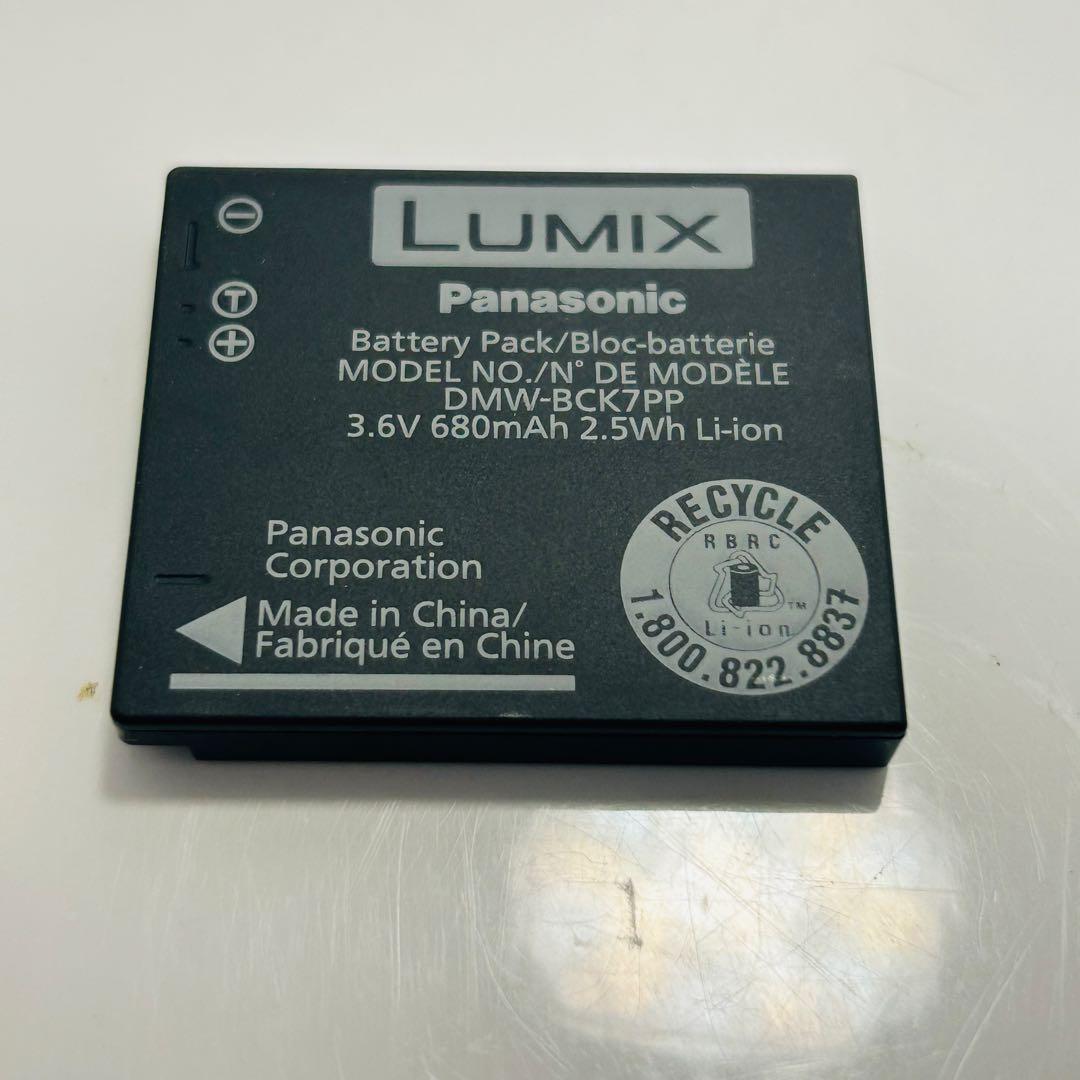 LUMIX
Panasonic
Battery Pack/Bloc-batterie
MODEL NO./N° DE MODÈLE
DMW-BCK7PP
3.6V 680mAh 2.5Wh Li-ion
−
T
+
Panasonic
Corporation
Made in China/
Fabriqué en Chine
RECYCLE
RBRC
TM
Li-ion
1.800.822.8837